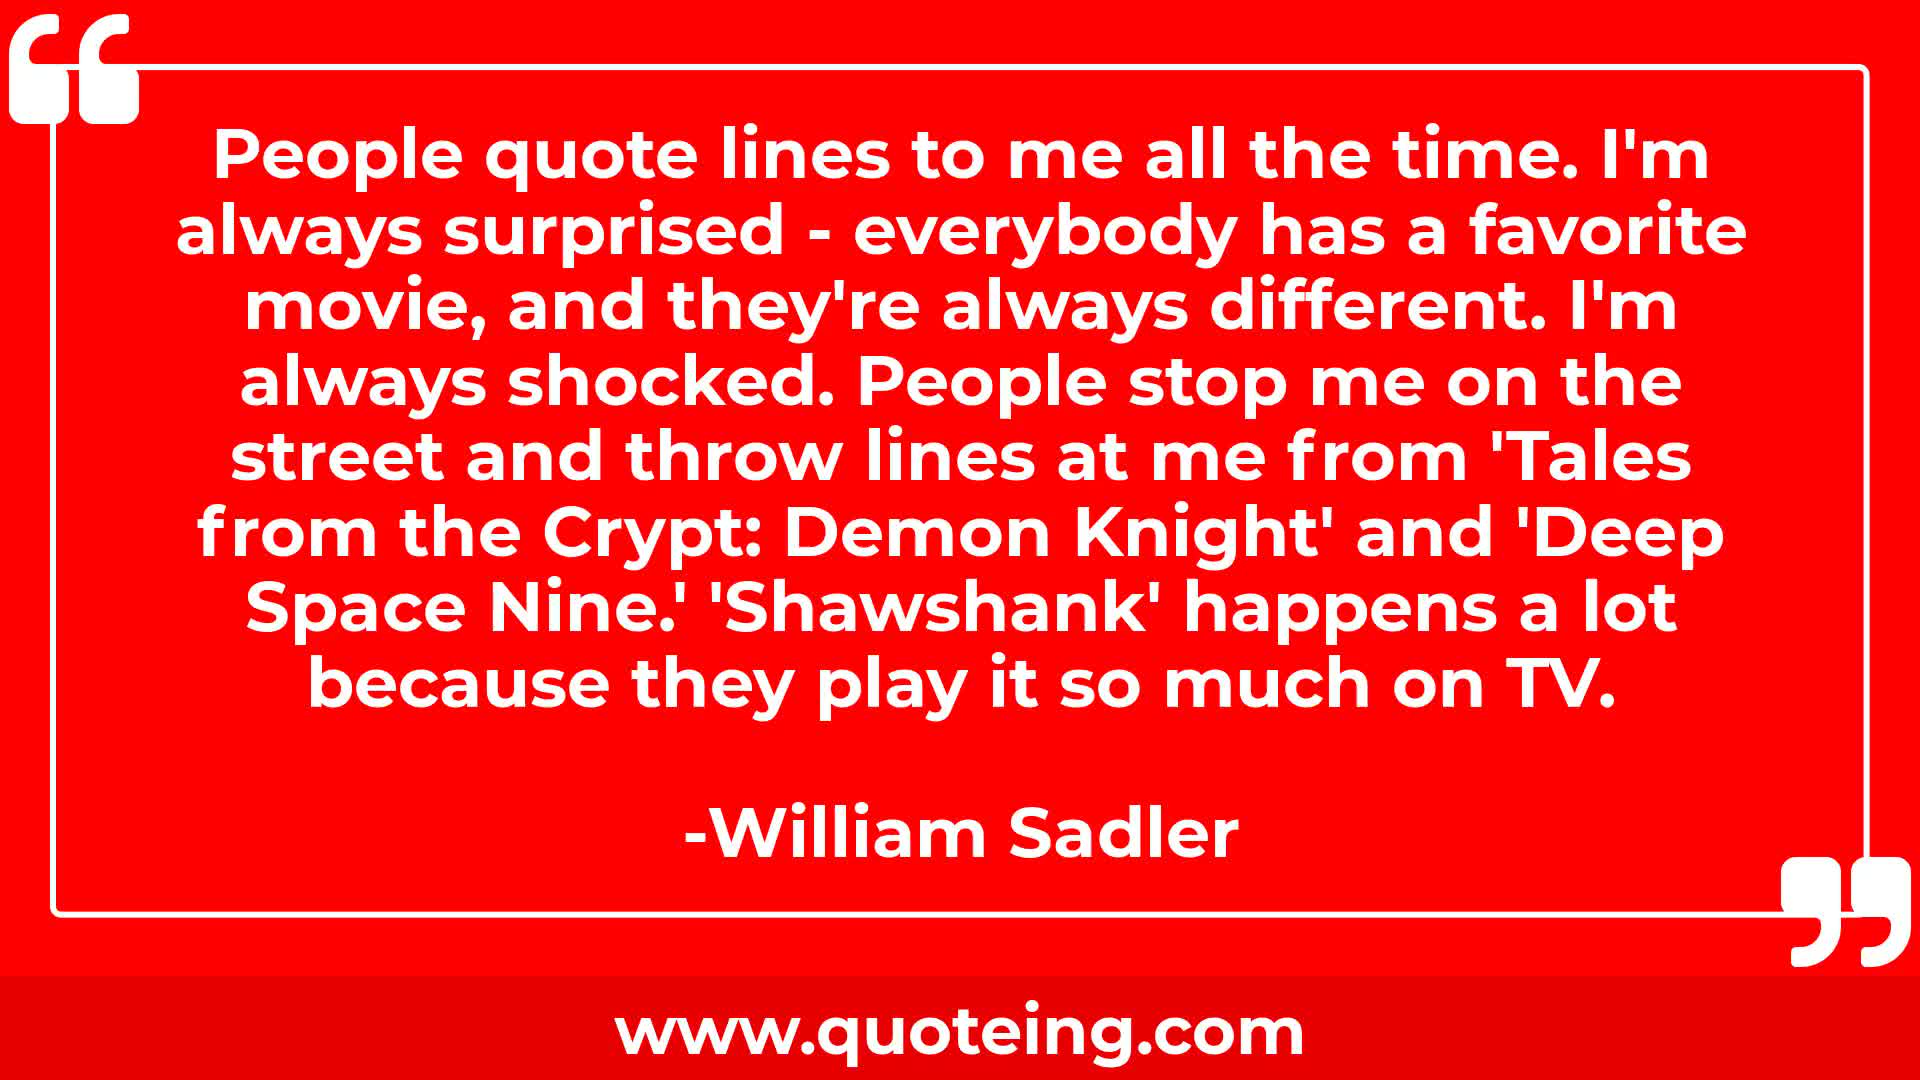 People quote lines to me all the time. I'm
always surprised - everybody has a favorite
movie, and they're always different. I'm
always shocked. People stop me on the
street and throw lines at me from 'Tales
from the Crypt: Demon Knight' and 'Deep
Space Nine.' 'Shawshank' happens a lot
because they play it so much on TV.
-William Sadler
www.quoteing.com